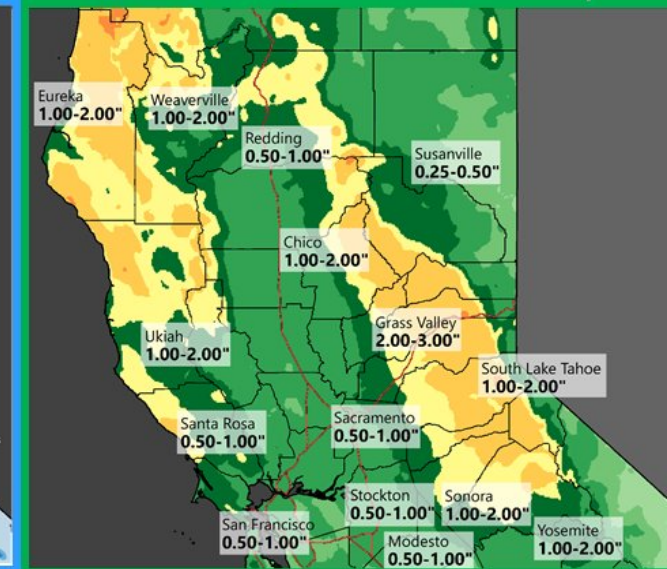 Eureka
1.00-2.00"
Weaverville
1.00-2.00"
Redding
0.50-1.00"
Susanville
0.25-0.50"
Chico
1.00-2.00"
Grass Valley
2.00-3.00"
Ukiah
1.00-2.00"
South Lake Tahoe
1.00-2.00"
Santa Rosa
0.50-1.00"
Sacramento
0.50-1.00"
Stockton
0.50-1.00"
Sonora
1.00-2.00"
San Francisco
0.50-1.00"
Modesto
0.50-1.00"
Yosemite
1.00-2.00"